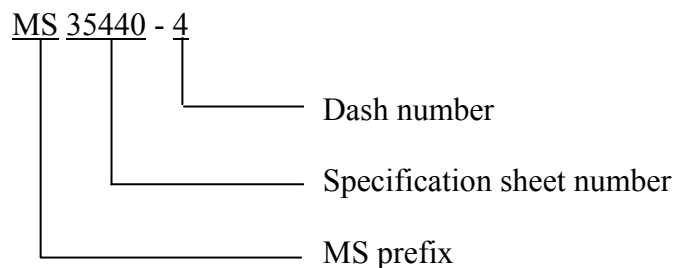 MS 35440 - 4
Dash number
Specification sheet number
MS prefix